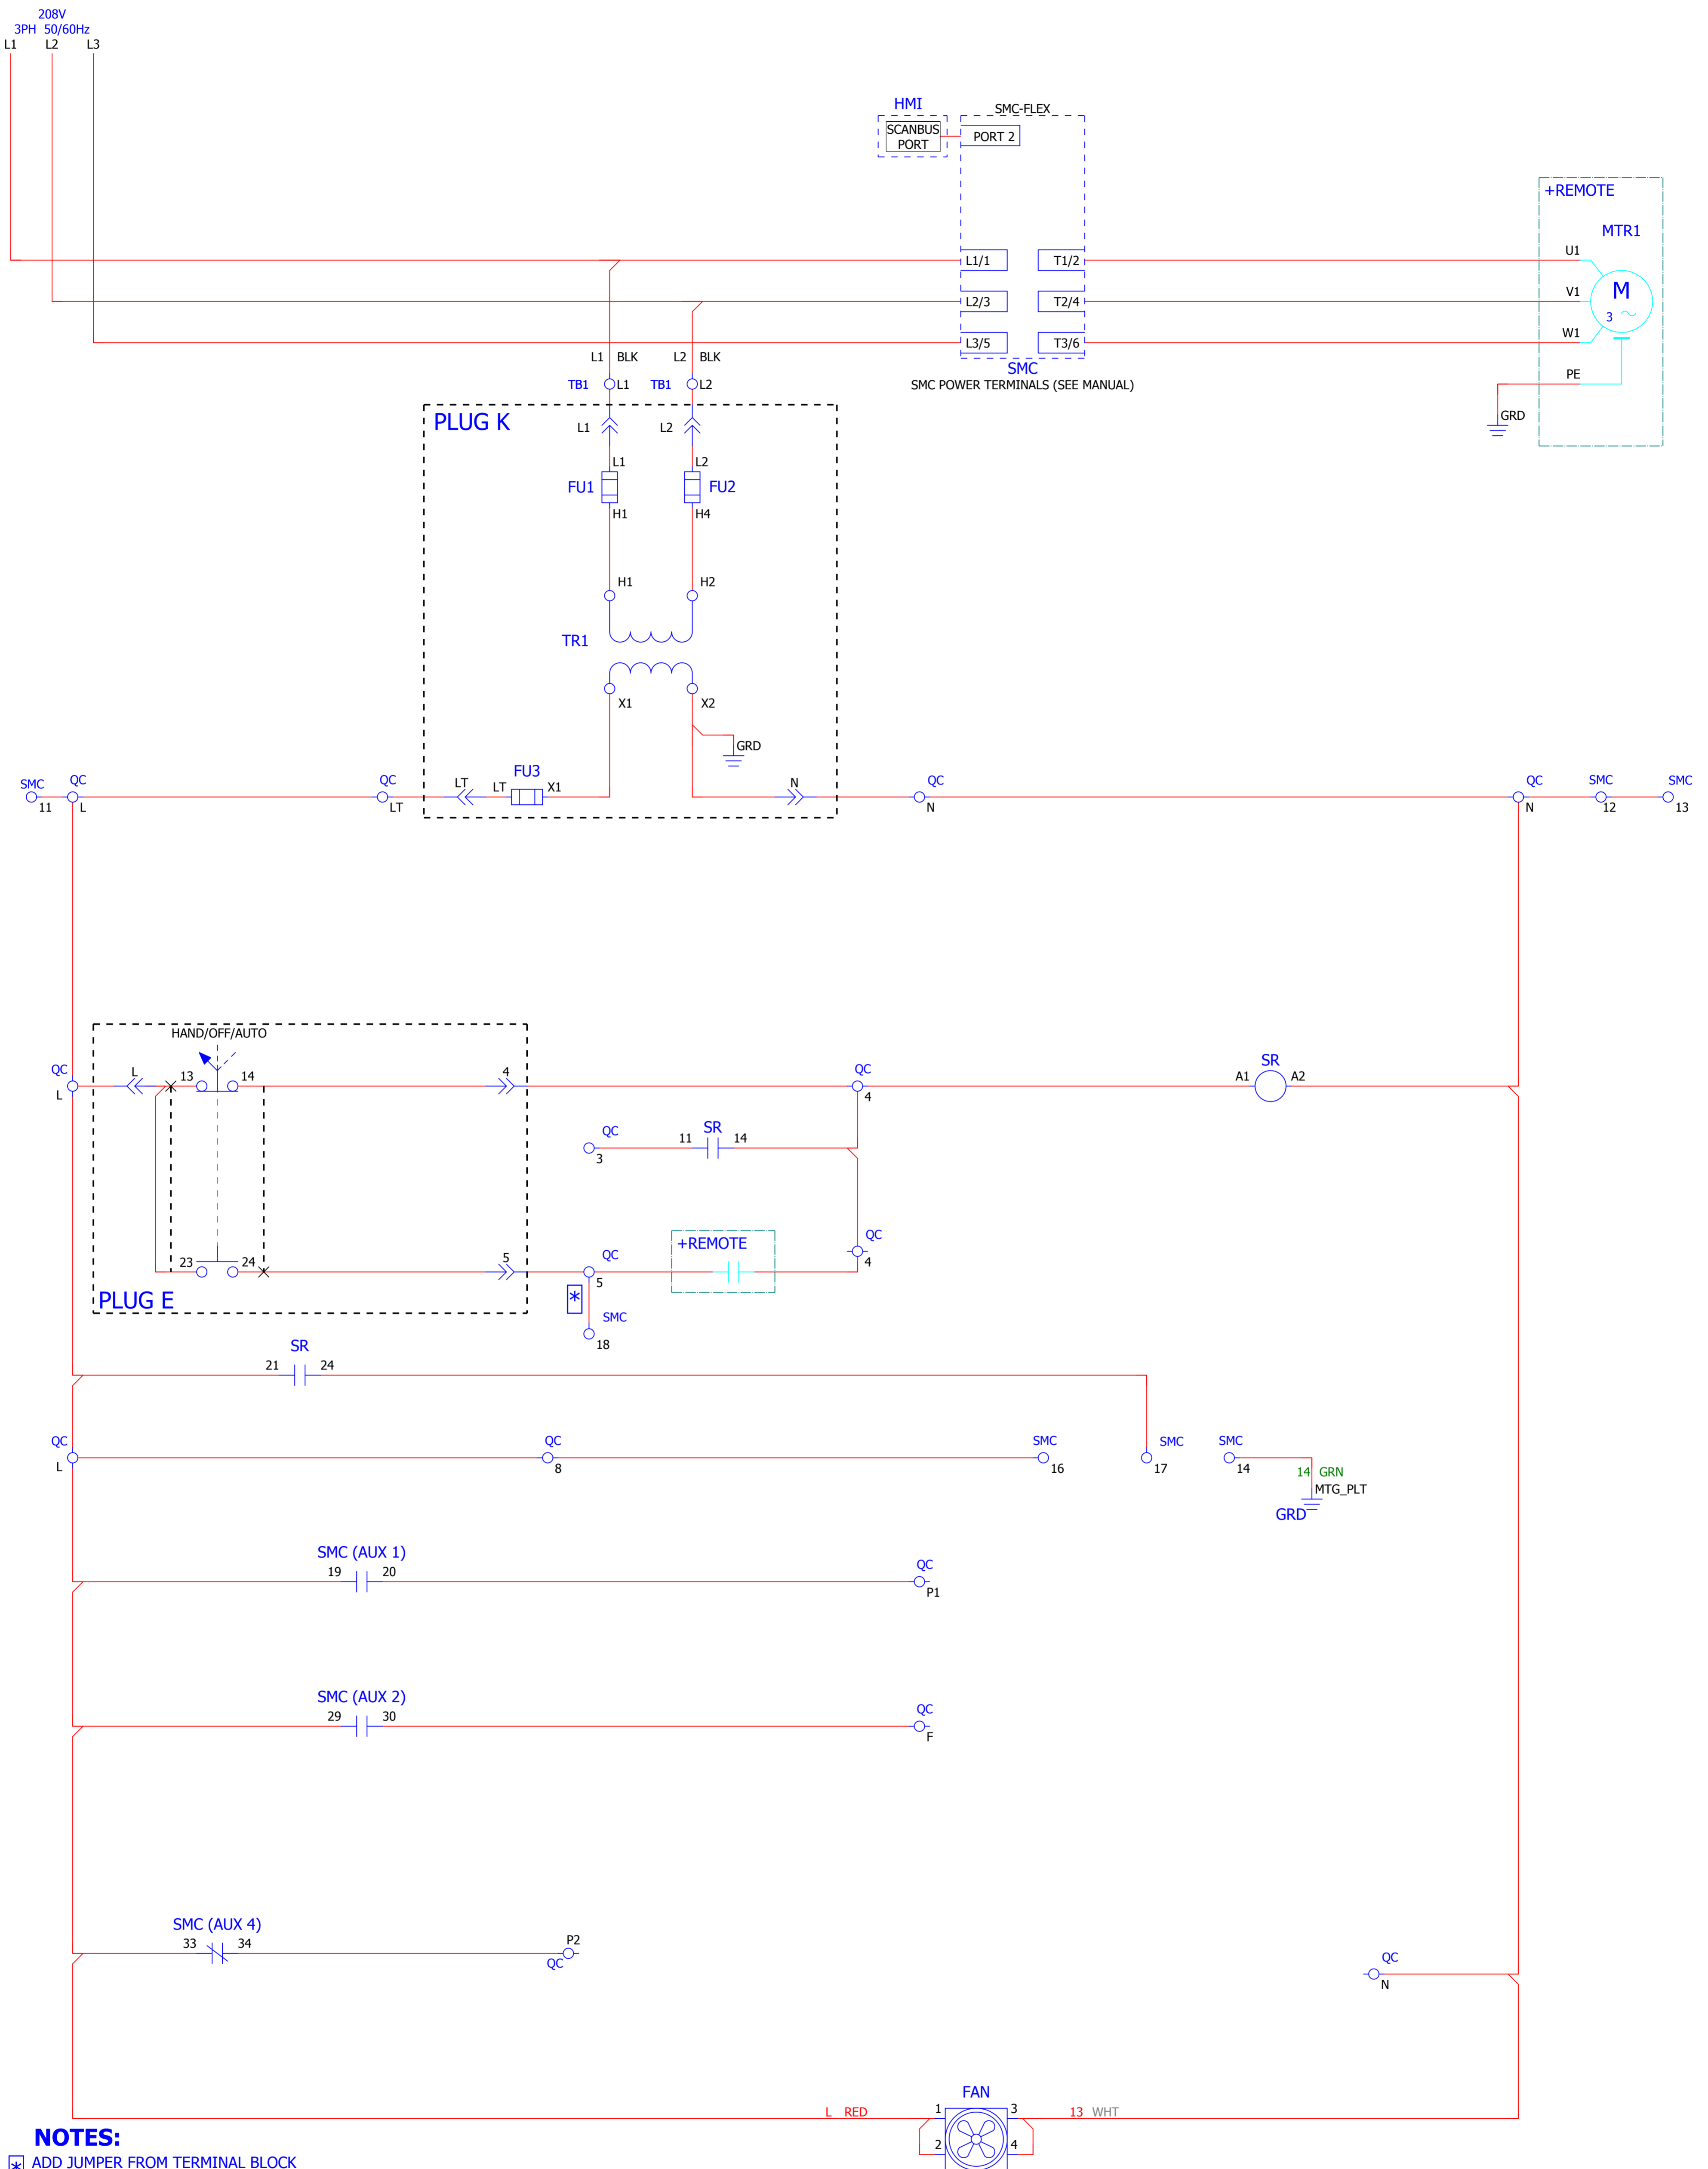 208V
3PH 50/60Hz
L1 L2 L3
HMI
SCANBUS
PORT
SMC-FLEX
PORT 2
+REMOTE
MTR1
L1/1 T1/2 U1
L2/3 T2/4 V1
M
3
L3/5 T3/6 W1
SMC
SMC POWER TERMINALS (SEE MANUAL)
PE
GRD
L1 BLK L2 BLK
TB1 L1 TB1 L2
PLUG K
L1 L2
L1 L2
FU1 FU2
H1 H4
H1 H2
TR1
X1 X2
GRD
SMC QC QC LT LT FU3 X1 N QC QC SMC SMC
11 L LT N N 12 13
HAND/OFF/AUTO
QC L 13 14 4 QC SR
L 4 A1 A2
QC 11 SR 14
3
+REMOTE QC
4
23 24 5 QC
5
PLUG E
*
SMC
18
SR
21 24
QC QC SMC SMC SMC
L 8 16 17 14
14 GRN
MTG_PLT
GRD
SMC (AUX 1)
19 20 QC
P1
SMC (AUX 2)
29 30 QC
F
SMC (AUX 4)
33 34 P2
QC
QC
N
FAN
L RED 1 3 13 WHT
2 4
NOTES:
* ADD JUMPER FROM TERMINAL BLOCK